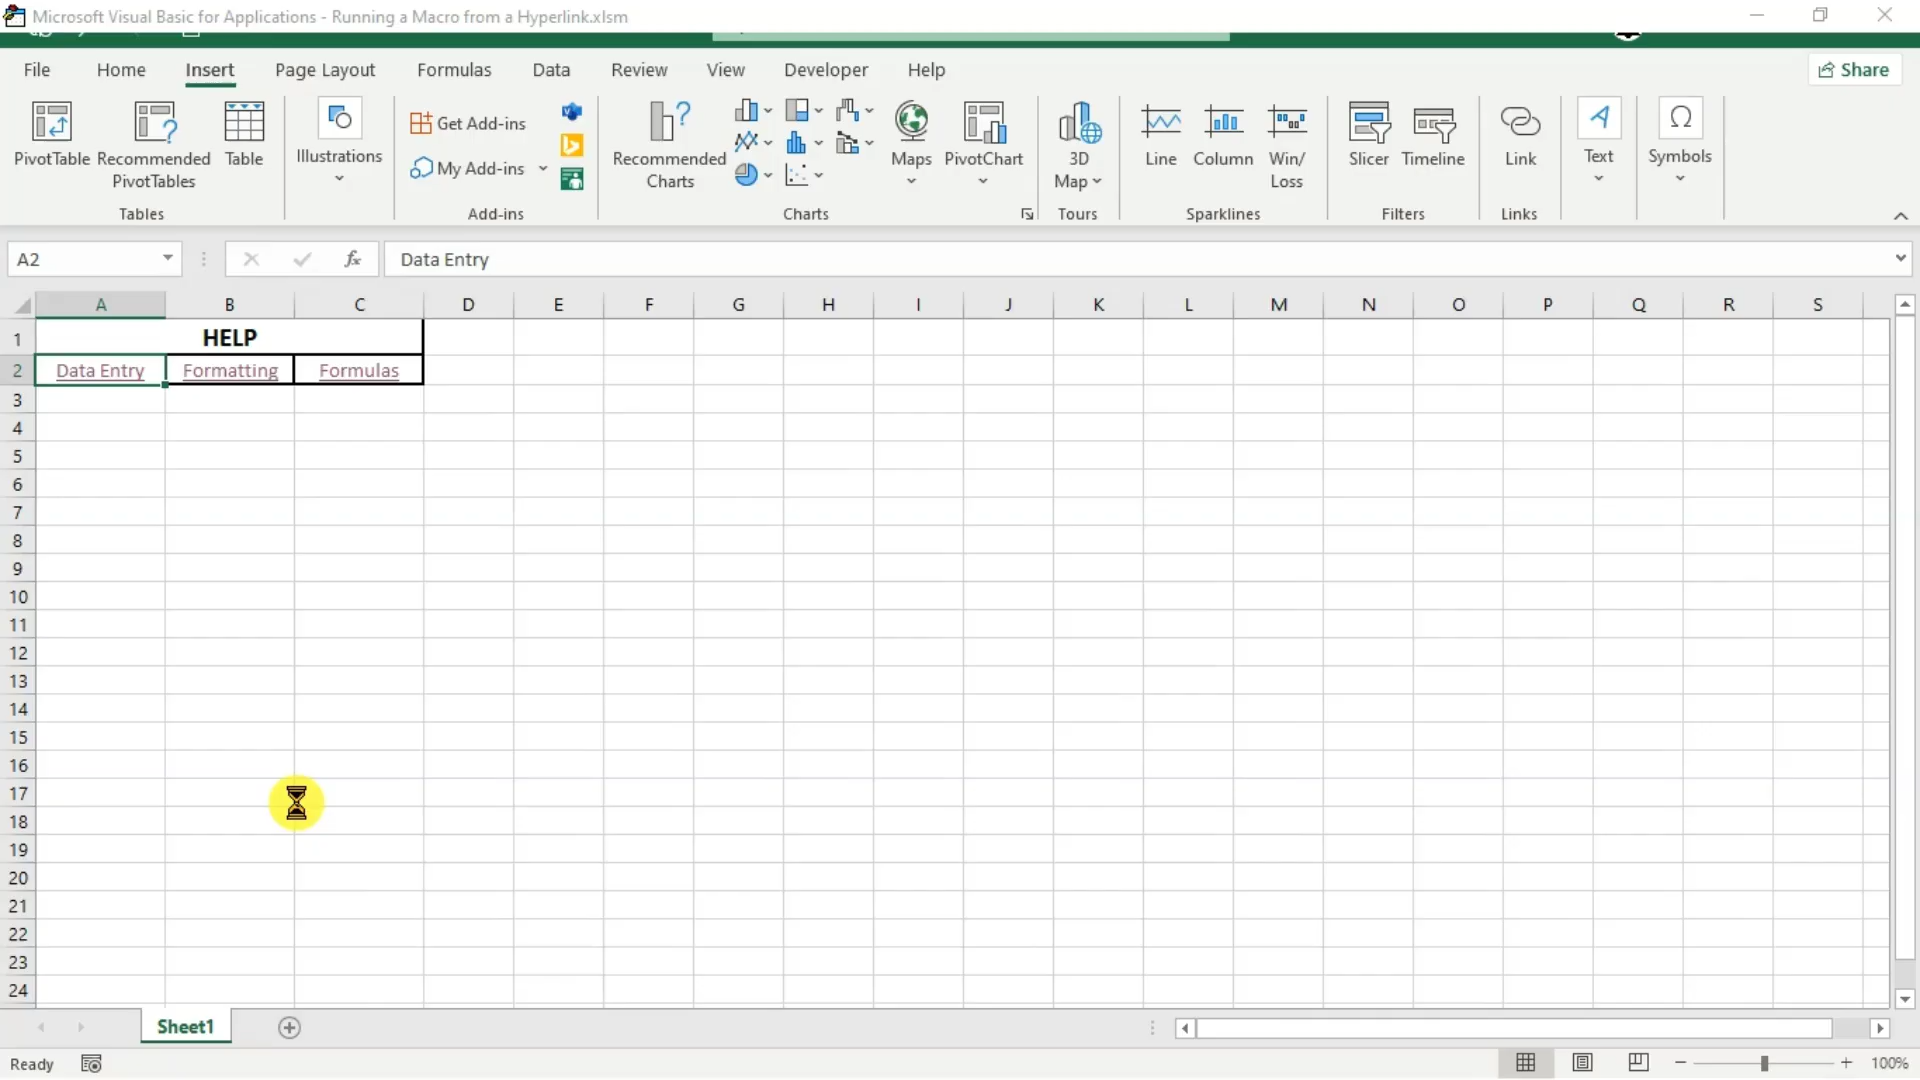 Microsoft Visual Basic for Applications - Running a Macro from a Hyperlink.xlsm
File Home Insert Page Layout Formulas Data Review View Developer Help Share
PivotTable
Recommended
PivotTables
Table
Tables
Illustrations
Get Add-ins
My Add-ins
Add-ins
Recommended
Charts
Maps
PivotChart
Charts
3D
Map
Tours
Line
Column
Win/
Loss
Sparklines
Slicer
Timeline
Filters
Link
Links
Text
Symbols
A2
fx
Data Entry
A B C D E F G H I J K L M N O P Q R S
1 HELP
2 Data Entry Formatting Formulas
3
4
5
6
7
8
9
10
11
12
13
14
15
16
17
18
19
20
21
22
23
24
Sheet1
Ready
100%